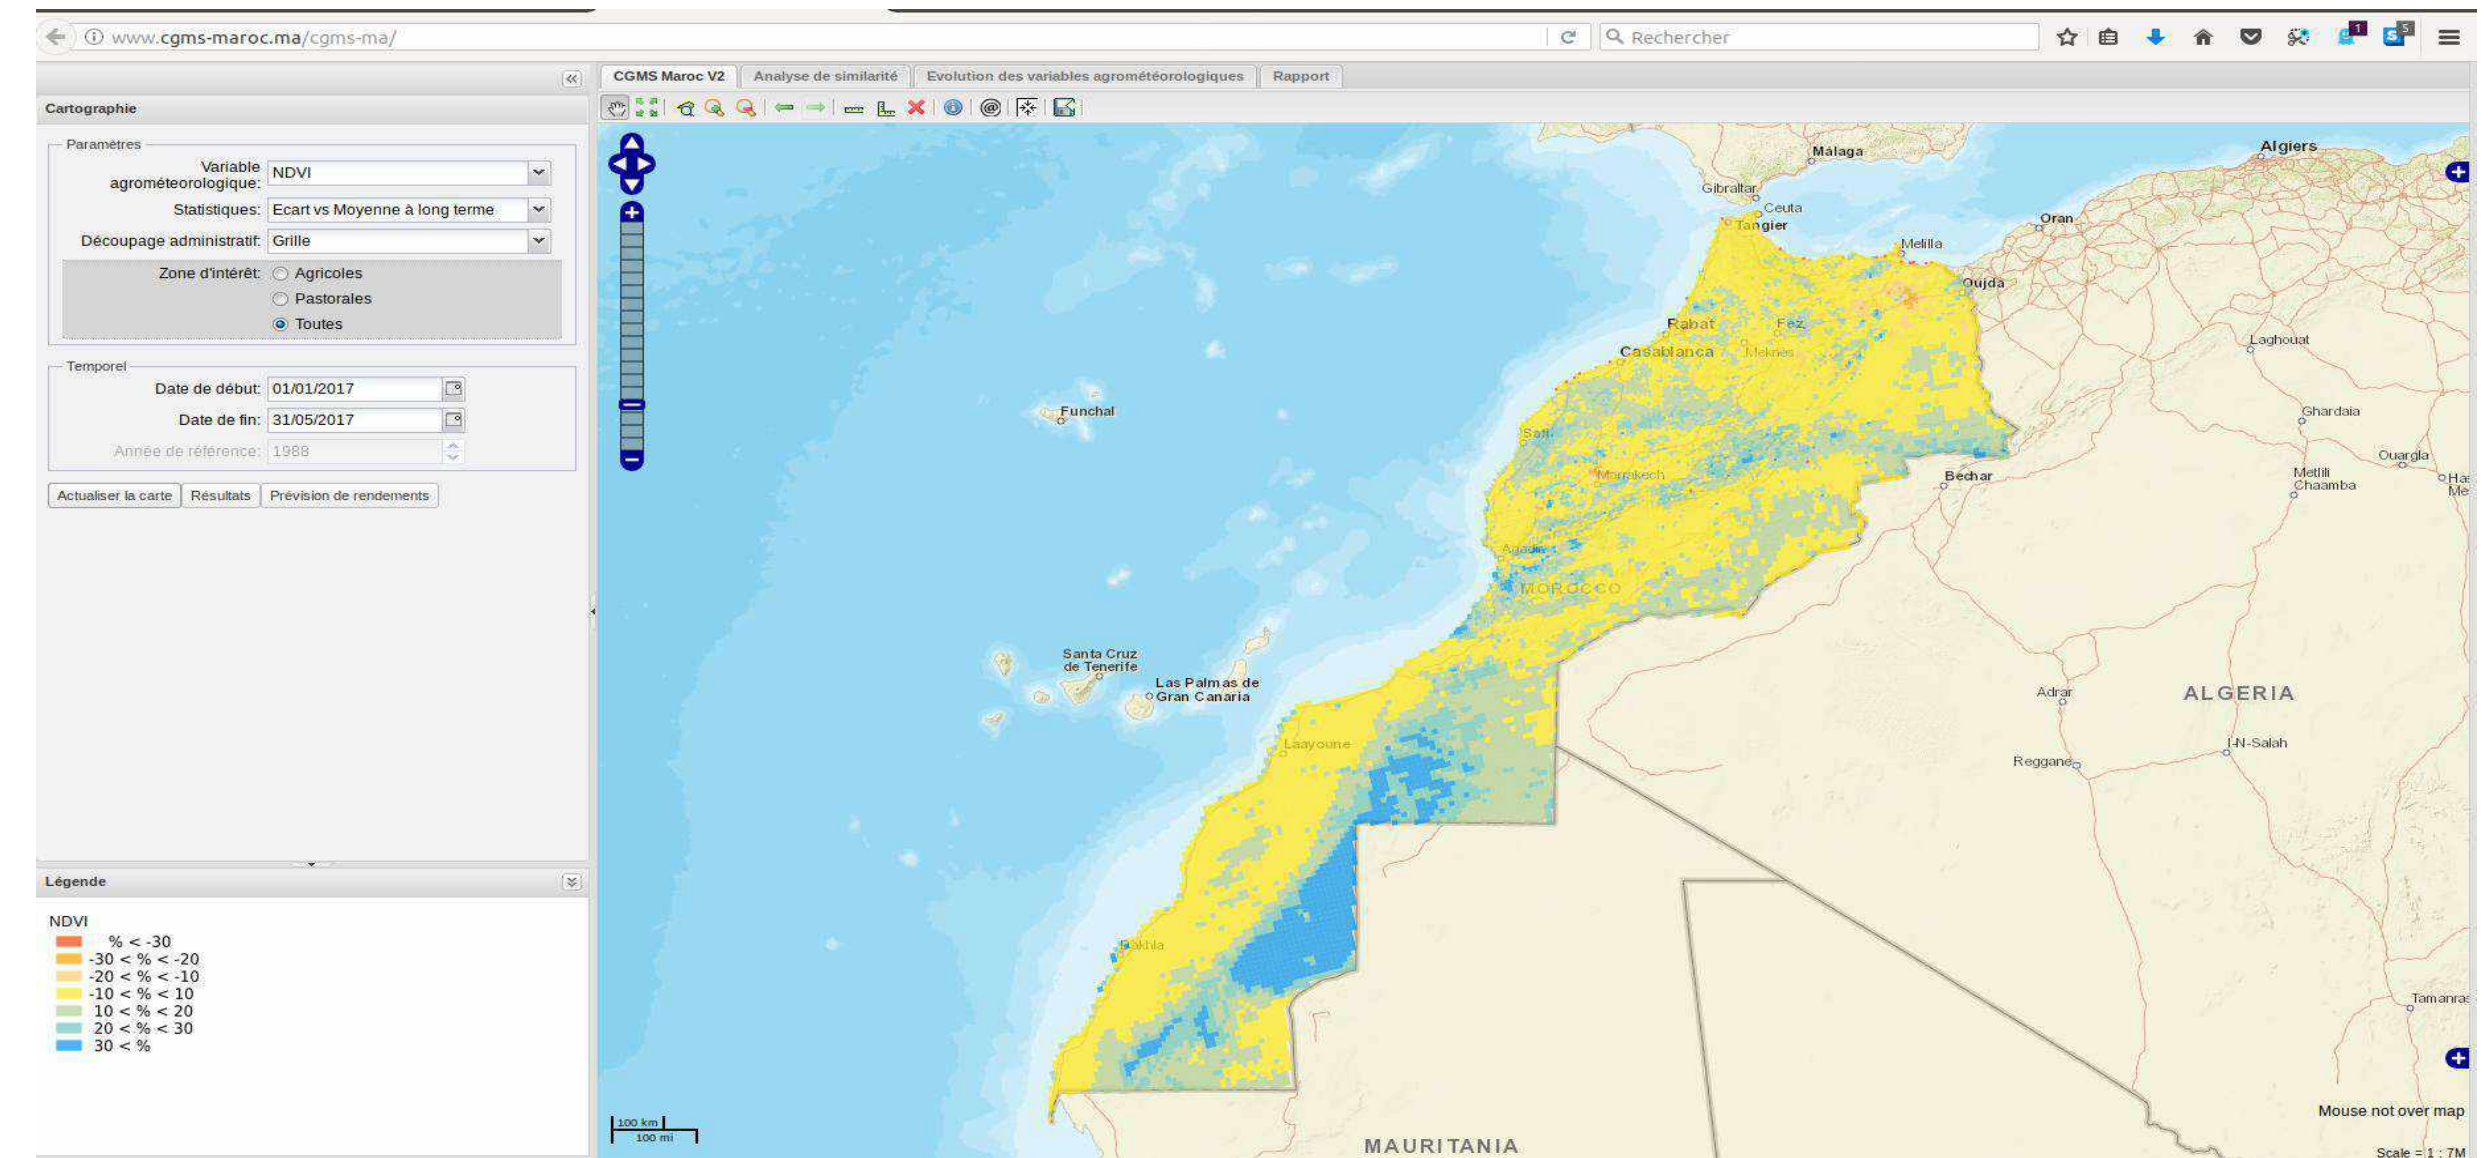 www.cgms-maroc.ma/cgms-ma/
Rechercher
1
5
CGMS Maroc V2
Analyse de similarité
Evolution des variables agrométéorologiques
Rapport
Cartographie
Paramètres
Variable
agrométeorologique:
NDVI
Statistiques:
Ecart vs Moyenne à long terme
Découpage administratif:
Grille
Zone d'intérêt:
Agricoles
Pastorales
Toutes
Temporel
Date de début:
01/01/2017
Date de fin:
31/05/2017
Année de référence:
1988
Actualiser la carte
Résultats
Prévision de rendements
Légende
NDVI
% < -30
-30 < % < -20
-20 < % < -10
-10 < % < 10
10 < % < 20
20 < % < 30
30 < %
Málaga
Algiers
Gibraltar
Ceuta
Tangier
Oran
Melilla
Oujda
Rabat
Fez
Casablanca
Meknes
Laghouat
Funchal
Ghardaia
Safi
Ouargla
Marrakech
Bechar
Metlili
Chaamba
Has
Me
Agadir
MOROCCO
Santa Cruz
de Tenerife
Las Palmas de
Gran Canaria
Adrar
ALGERIA
Laayoune
I-N-Salah
Reggane
Dakhla
Tamanras
100 km
100 mi
MAURITANIA
Mouse not over map
Scale = 1 : 7M